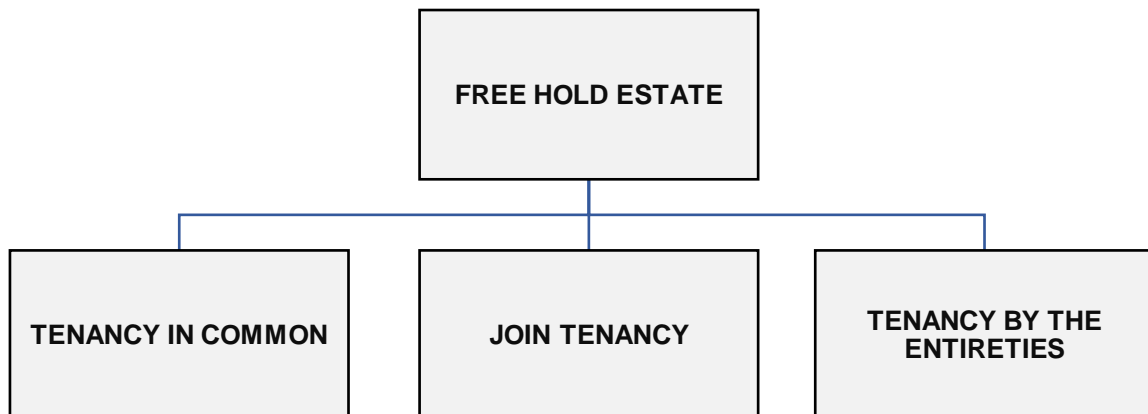 FREE HOLD ESTATE
TENANCY IN COMMON
JOIN TENANCY
TENANCY BY THE
ENTIRETIES